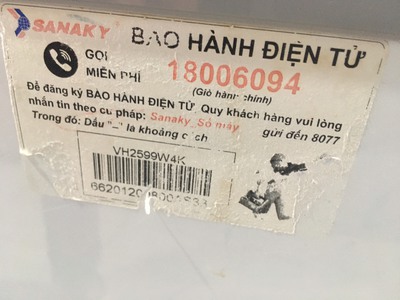 SANAKY
BẢO HÀNH ĐIỆN TỬ
GỌI
MIỄN PHÍ 18006094
(Giờ hành chính)
Để đăng ký BẢO HÀNH ĐIỆN TỬ, Quý khách hàng vui lòng
nhắn tin theo cú pháp: Sanaky_Số máy gửi đến 8077
Trong đó: Dấu "_" là khoảng cách
VH2599W4K